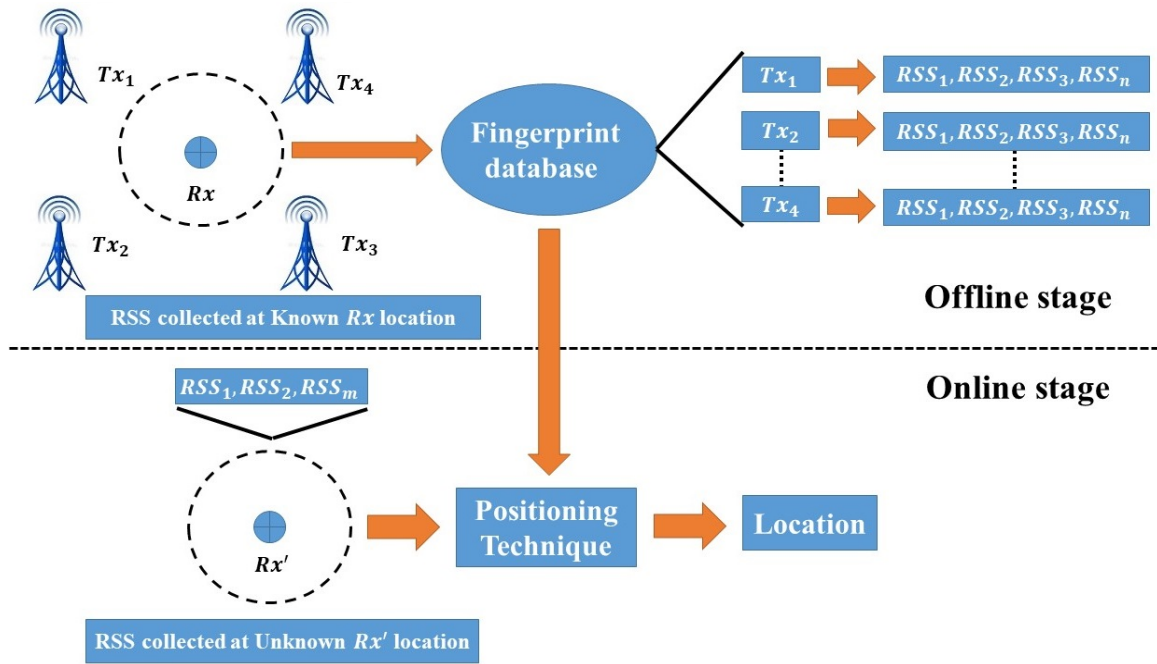 Tx₁
Tx₄
Rx
Tx₂
Tx₃
RSS collected at Known Rx location
Fingerprint
database
Tx₁
RSS₁, RSS₂, RSS₃, RSSₙ
Tx₂
RSS₁, RSS₂, RSS₃, RSSₙ
Tx₄
RSS₁, RSS₂, RSS₃, RSSₙ
Offline stage
Online stage
RSS₁, RSS₂, RSSₘ
Rx′
RSS collected at Unknown Rx′ location
Positioning
Technique
Location